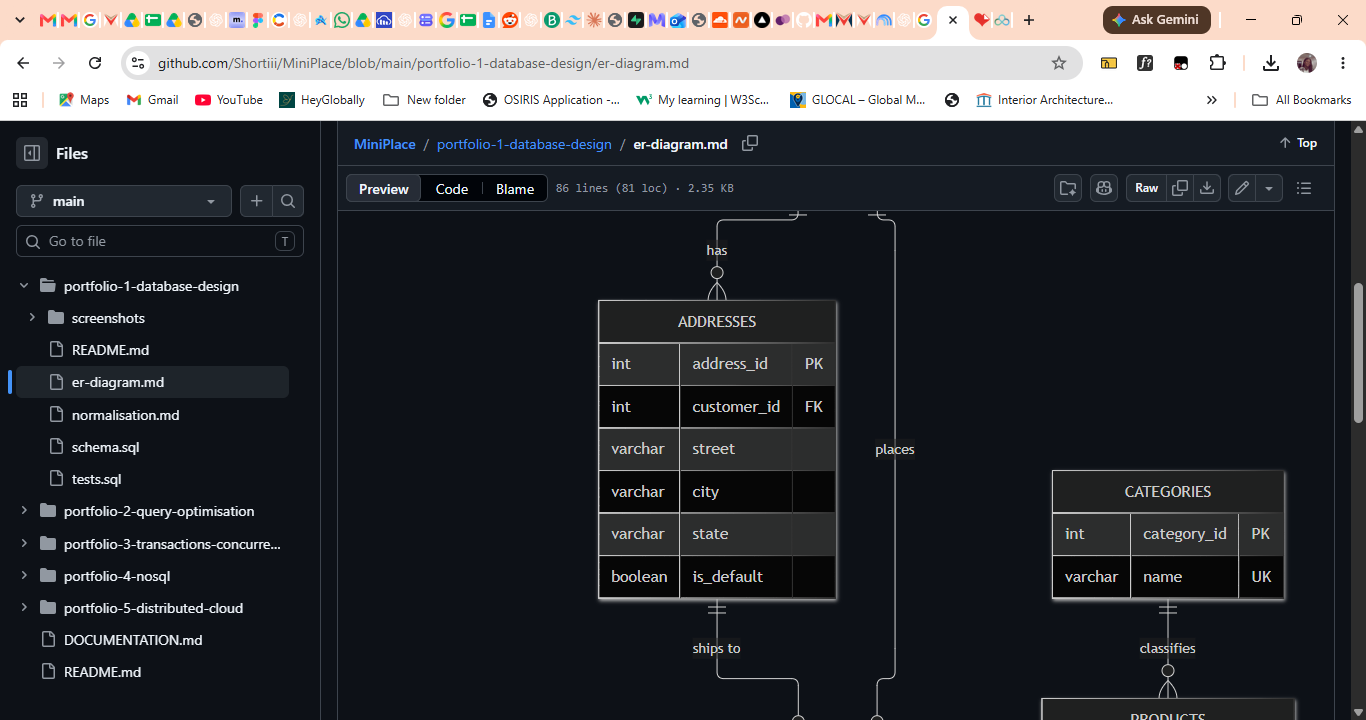 Ask Gemini
github.com/Shortiii/MiniPlace/blob/main/portfolio-1-database-design/er-diagram.md
Maps
Gmail
YouTube
HeyGlobally
New folder
OSIRIS Application -...
My learning | W3Sc...
GLOCAL – Global M...
Interior Architecture...
»
All Bookmarks
Files
MiniPlace / portfolio-1-database-design / er-diagram.md
Top
main
Preview
Code
Blame
86 lines (81 loc) · 2.35 KB
Raw
Go to file
T
portfolio-1-database-design
screenshots
README.md
er-diagram.md
normalisation.md
schema.sql
tests.sql
portfolio-2-query-optimisation
portfolio-3-transactions-concurre...
portfolio-4-nosql
portfolio-5-distributed-cloud
DOCUMENTATION.md
README.md
has
ADDRESSES
int address_id PK
int customer_id FK
varchar street
varchar city
varchar state
boolean is_default
places
CATEGORIES
int category_id PK
varchar name UK
ships to
classifies
PRODUCTS